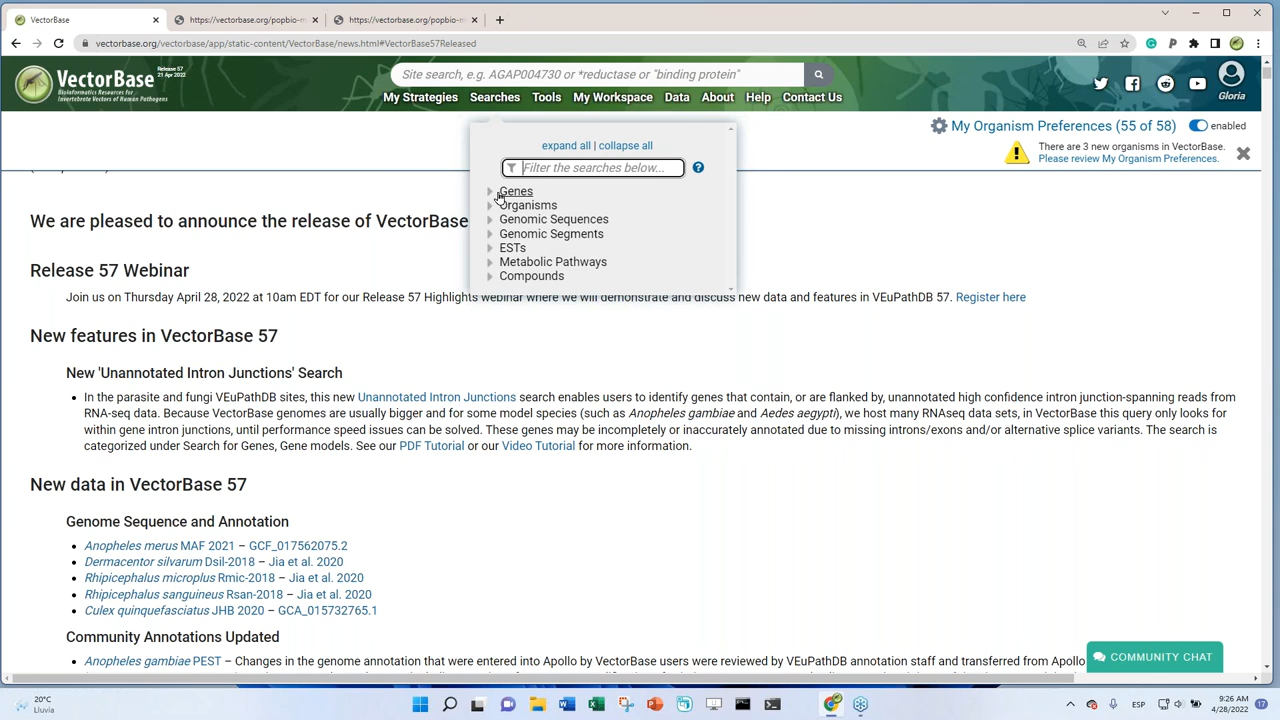 VectorBase
https://vectorbase.org/popbio-m
https://vectorbase.org/popbio-m
vectorbase.org/vectorbase/app/static-content/VectorBase/news.html#VectorBase57Released
VectorBase
Release 57
21 Apr 2022
Bioinformatics Resources for
Invertebrate Vectors of Human Pathogens
Site search, e.g. AGAP004730 or *reductase or "binding protein"
My Strategies Searches Tools My Workspace Data About Help Contact Us
Gloria
My Organism Preferences (55 of 58) enabled
There are 3 new organisms in VectorBase.
Please review My Organism Preferences.
expand all | collapse all
Filter the searches below...
Genes
Organisms
Genomic Sequences
Genomic Segments
ESTs
Metabolic Pathways
Compounds
We are pleased to announce the release of VectorBase
Release 57 Webinar
Join us on Thursday April 28, 2022 at 10am EDT for our Release 57 Highlights webinar where we will demonstrate and discuss new data and features in VEuPathDB 57. Register here
New features in VectorBase 57
New 'Unannotated Intron Junctions' Search
• In the parasite and fungi VEuPathDB sites, this new Unannotated Intron Junctions search enables users to identify genes that contain, or are flanked by, unannotated high confidence intron junction-spanning reads from
RNA-seq data. Because VectorBase genomes are usually bigger and for some model species (such as Anopheles gambiae and Aedes aegypti), we host many RNAseq data sets, in VectorBase this query only looks for
within gene intron junctions, until performance speed issues can be solved. These genes may be incompletely or inaccurately annotated due to missing introns/exons and/or alternative splice variants. The search is
categorized under Search for Genes, Gene models. See our PDF Tutorial or our Video Tutorial for more information.
New data in VectorBase 57
Genome Sequence and Annotation
• Anopheles merus MAF 2021 – GCF_017562075.2
• Dermacentor silvarum Dsil-2018 – Jia et al. 2020
• Rhipicephalus microplus Rmic-2018 – Jia et al. 2020
• Rhipicephalus sanguineus Rsan-2018 – Jia et al. 2020
• Culex quinquefasciatus JHB 2020 – GCA_015732765.1
Community Annotations Updated
• Anopheles gambiae PEST – Changes in the genome annotation that were entered into Apollo by VectorBase users were reviewed by VEuPathDB annotation staff and transferred from Apollo
COMMUNITY CHAT
20°C
Lluvia
ESP
9:26 AM
4/28/2022
17